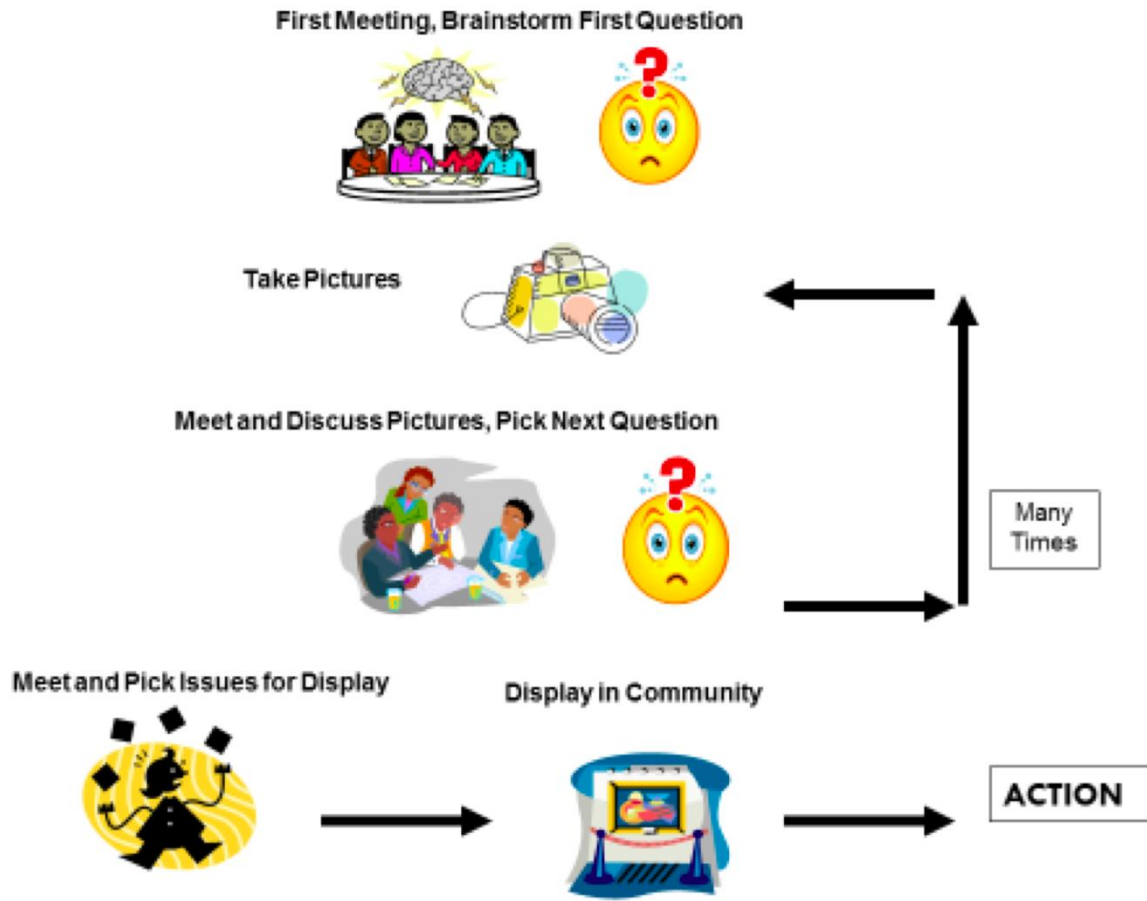 First Meeting, Brainstorm First Question
Take Pictures
Meet and Discuss Pictures, Pick Next Question
Many
Times
Meet and Pick Issues for Display
Display in Community
ACTION